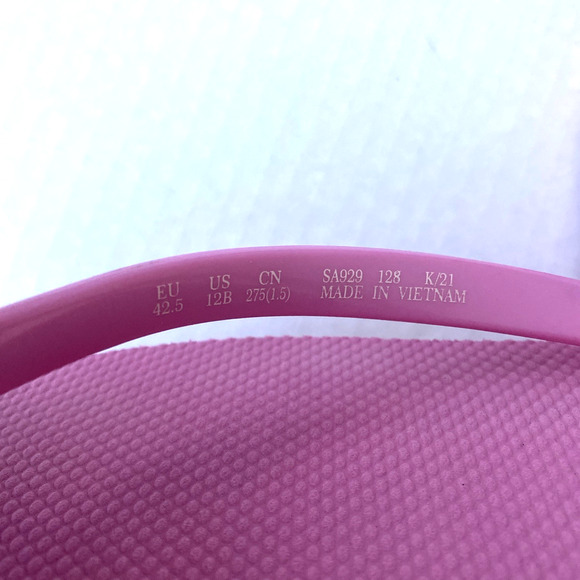 EU US CN SA929 128 K/21
42.5 12B 275(1.5) MADE IN VIETNAM